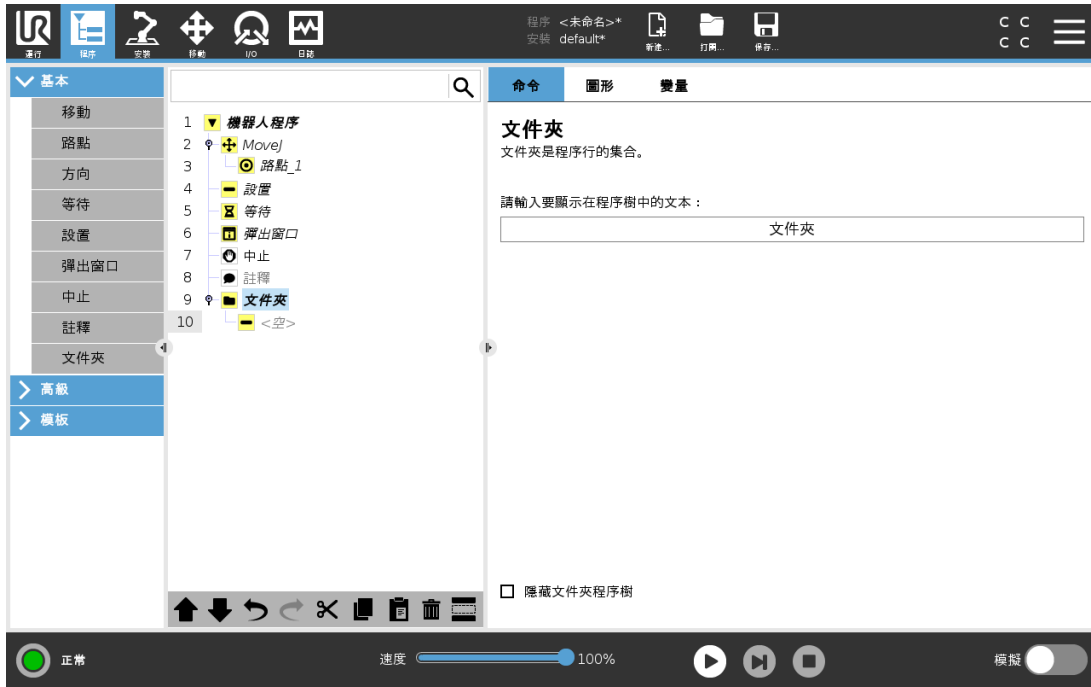 UR
運行
程序
安裝
移動
I/O
日誌
程序 <未命名>*
安裝 default*
新建...
打開...
保存...
C C
C C
基本
移動
路點
方向
等待
設置
彈出窗口
中止
註釋
文件夾
高級
模板
1 機器人程序
2 MoveJ
3 路點_1
4 設置
5 等待
6 彈出窗口
7 中止
8 註釋
9 文件夾
10 <空>
命令 圖形 變量
文件夾
文件夾是程序行的集合。
請輸入要顯示在程序樹中的文本：
文件夾
隱藏文件夾程序樹
正常
速度 100%
模擬